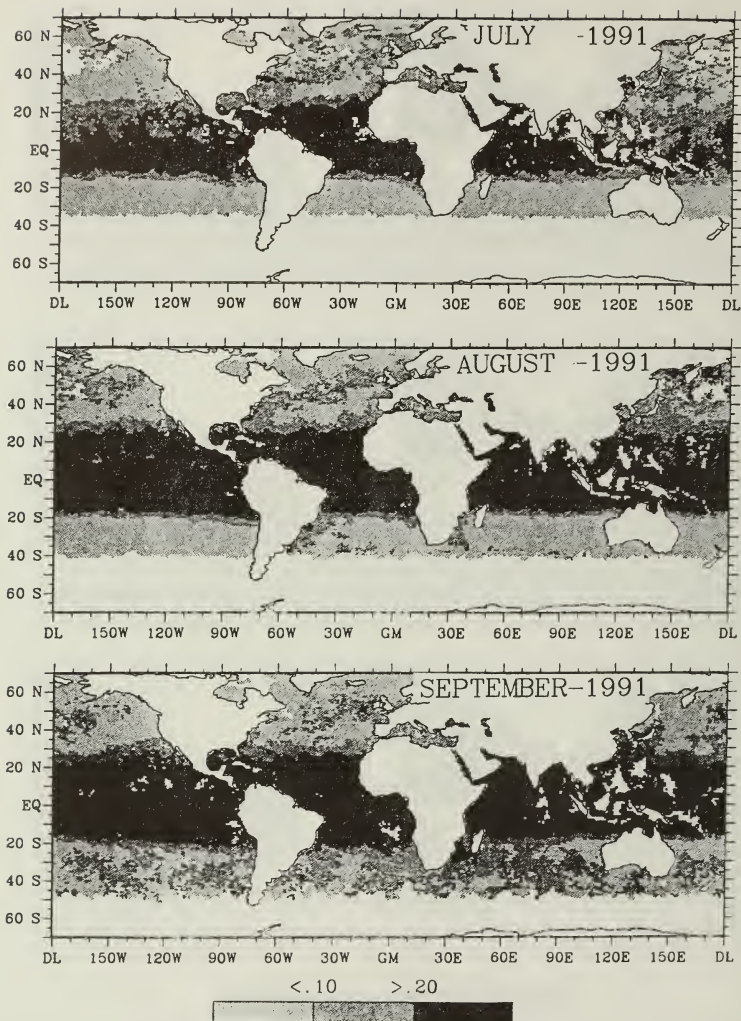 JULY -1991
60 N
40 N
20 N
EQ
20 S
40 S
60 S
DL 150W 120W 90W 60W 30W GM 30E 60E 90E 120E 150E DL
AUGUST -1991
60 N
40 N
20 N
EQ
20 S
40 S
60 S
DL 150W 120W 90W 60W 30W GM 30E 60E 90E 120E 150E DL
SEPTEMBER-1991
60 N
40 N
20 N
EQ
20 S
40 S
60 S
DL 150W 120W 90W 60W 30W GM 30E 60E 90E 120E 150E DL
<.10 >.20